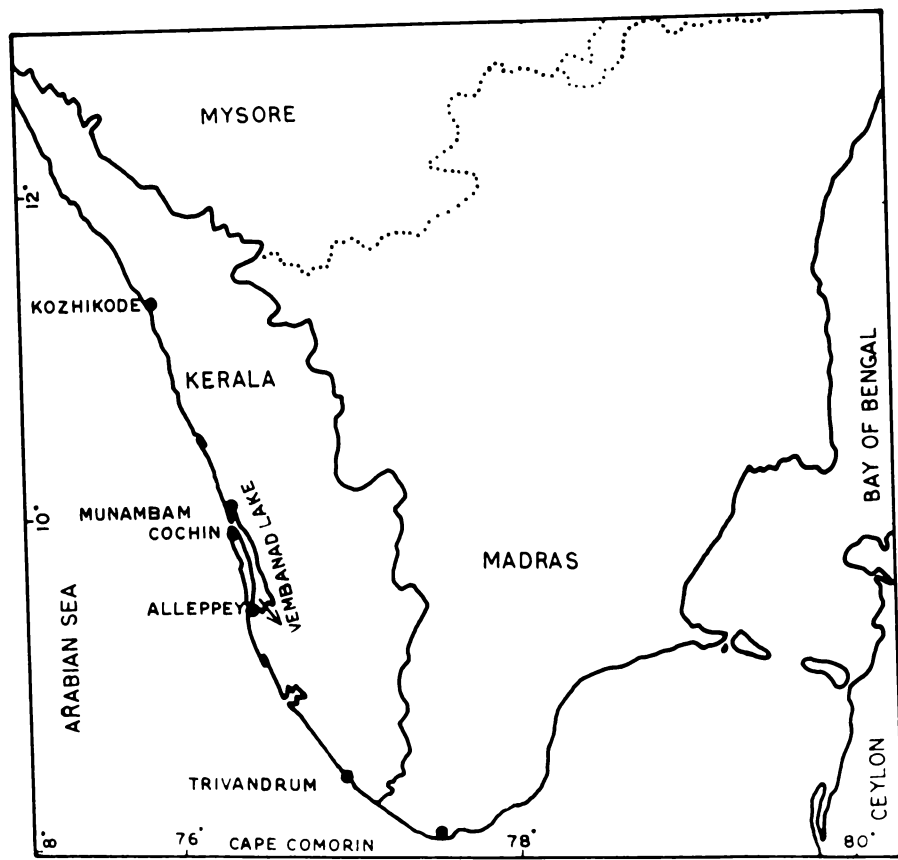 MYSORE
12°
KOZHIKODE
KERALA
BAY OF BENGAL
VEMBANAD LAKE
MUNAMBAM
10°
COCHIN
MADRAS
ALLEPPEY
ARABIAN SEA
TRIVANDRUM
CEYLON
8°
76°
CAPE COMORIN
78°
80°